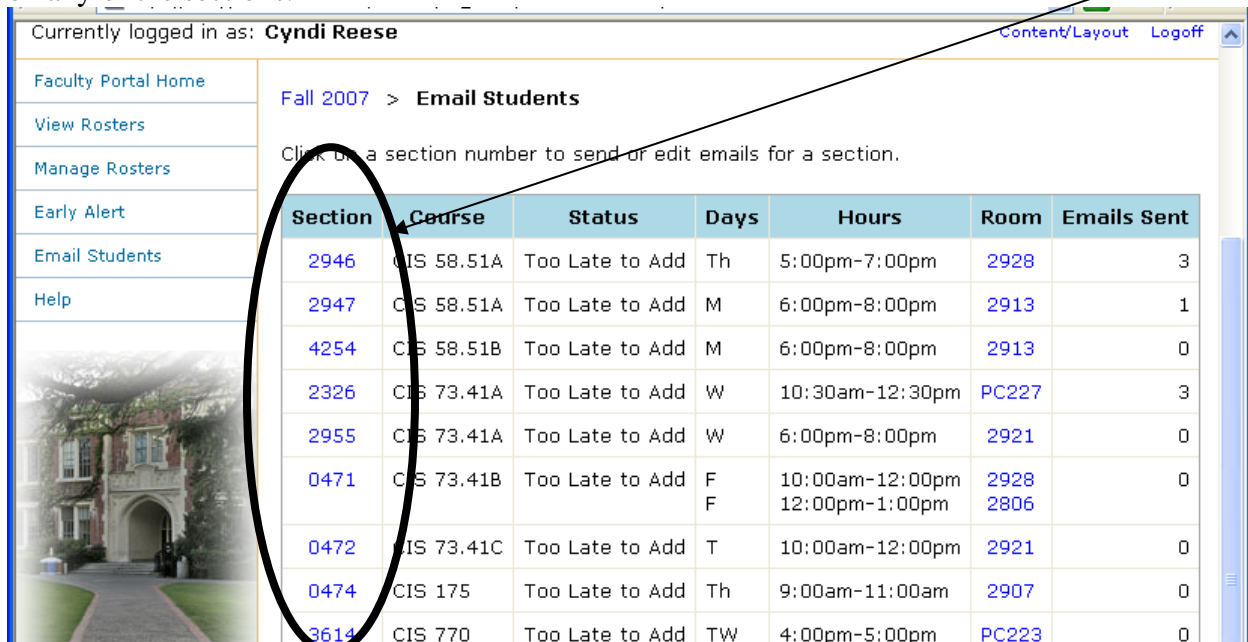 Currently logged in as: Cyndi Reese Content/Layout Logoff
Faculty Portal Home
View Rosters
Manage Rosters
Early Alert
Email Students
Help
Fall 2007 > Email Students
Click on a section number to send or edit emails for a section.
Section Course Status Days Hours Room Emails Sent
2946 CIS 58.51A Too Late to Add Th 5:00pm-7:00pm 2928 3
2947 CIS 58.51A Too Late to Add M 6:00pm-8:00pm 2913 1
4254 CIS 58.51B Too Late to Add M 6:00pm-8:00pm 2913 0
2326 CIS 73.41A Too Late to Add W 10:30am-12:30pm PC227 3
2955 CIS 73.41A Too Late to Add W 6:00pm-8:00pm 2921 0
0471 CIS 73.41B Too Late to Add F 10:00am-12:00pm 2928 0
F 12:00pm-1:00pm 2806
0472 CIS 73.41C Too Late to Add T 10:00am-12:00pm 2921 0
0474 CIS 175 Too Late to Add Th 9:00am-11:00am 2907 0
3614 CIS 770 Too Late to Add TW 4:00pm-5:00pm PC223 0